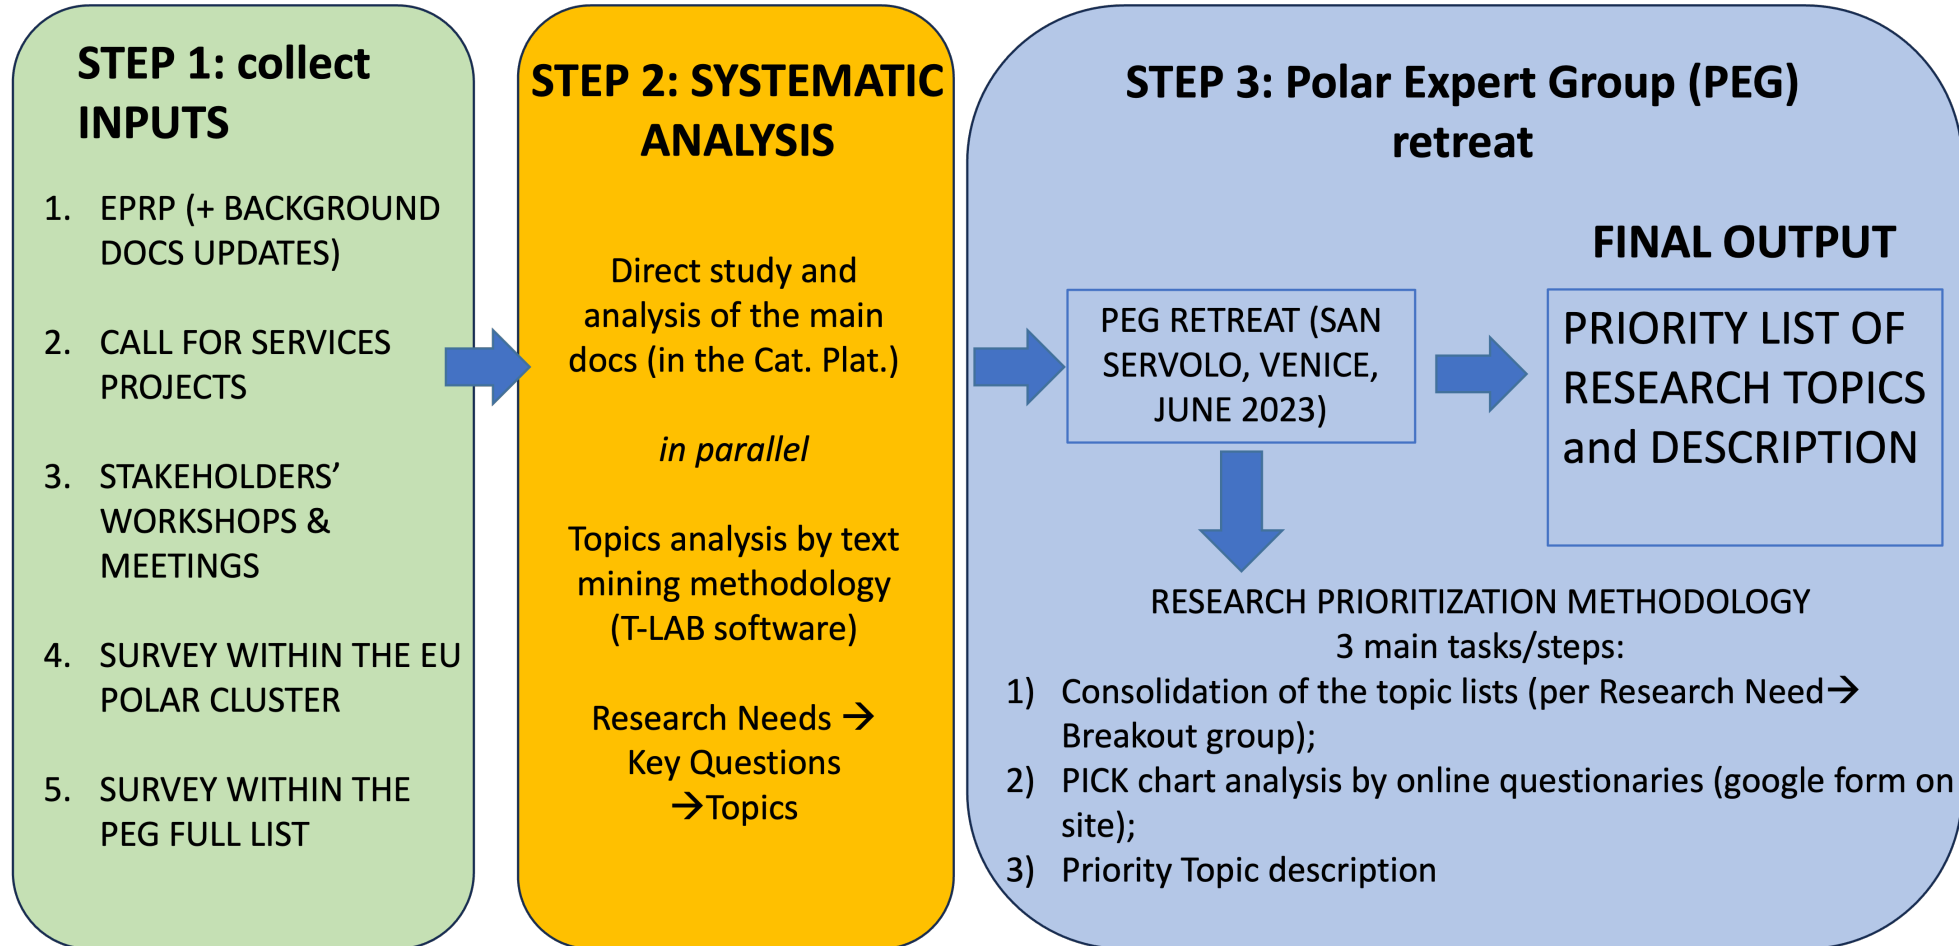 STEP 1: collect
INPUTS
1. EPRP (+ BACKGROUND
DOCS UPDATES)
2. CALL FOR SERVICES
PROJECTS
3. STAKEHOLDERS’
WORKSHOPS &
MEETINGS
4. SURVEY WITHIN THE EU
POLAR CLUSTER
5. SURVEY WITHIN THE
PEG FULL LIST
STEP 2: SYSTEMATIC
ANALYSIS
Direct study and
analysis of the main
docs (in the Cat. Plat.)
in parallel
Topics analysis by text
mining methodology
(T-LAB software)
Research Needs →
Key Questions
→Topics
STEP 3: Polar Expert Group (PEG)
retreat
PEG RETREAT (SAN
SERVOLO, VENICE,
JUNE 2023)
FINAL OUTPUT
PRIORITY LIST OF
RESEARCH TOPICS
and DESCRIPTION
RESEARCH PRIORITIZATION METHODOLOGY
3 main tasks/steps:
1) Consolidation of the topic lists (per Research Need→
Breakout group);
2) PICK chart analysis by online questionaries (google form on
site);
3) Priority Topic description